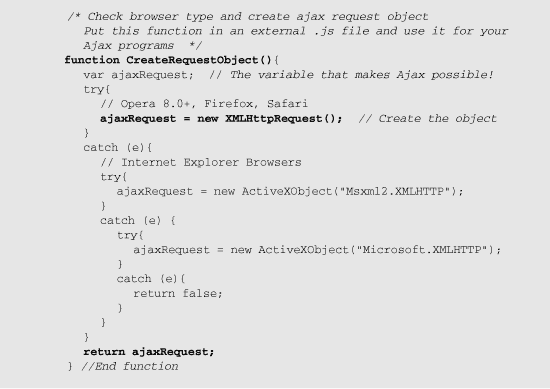 /* Check browser type and create ajax request object
Put this function in an external .js file and use it for your
Ajax programs */
function CreateRequestObject(){
var ajaxRequest; // The variable that makes Ajax possible!
try{
// Opera 8.0+, Firefox, Safari
ajaxRequest = new XMLHttpRequest(); // Create the object
}
catch (e){
// Internet Explorer Browsers
try{
ajaxRequest = new ActiveXObject("Msxml2.XMLHTTP");
}
catch (e) {
try{
ajaxRequest = new ActiveXObject("Microsoft.XMLHTTP");
}
catch (e){
return false;
}
}
}
return ajaxRequest;
} //End function